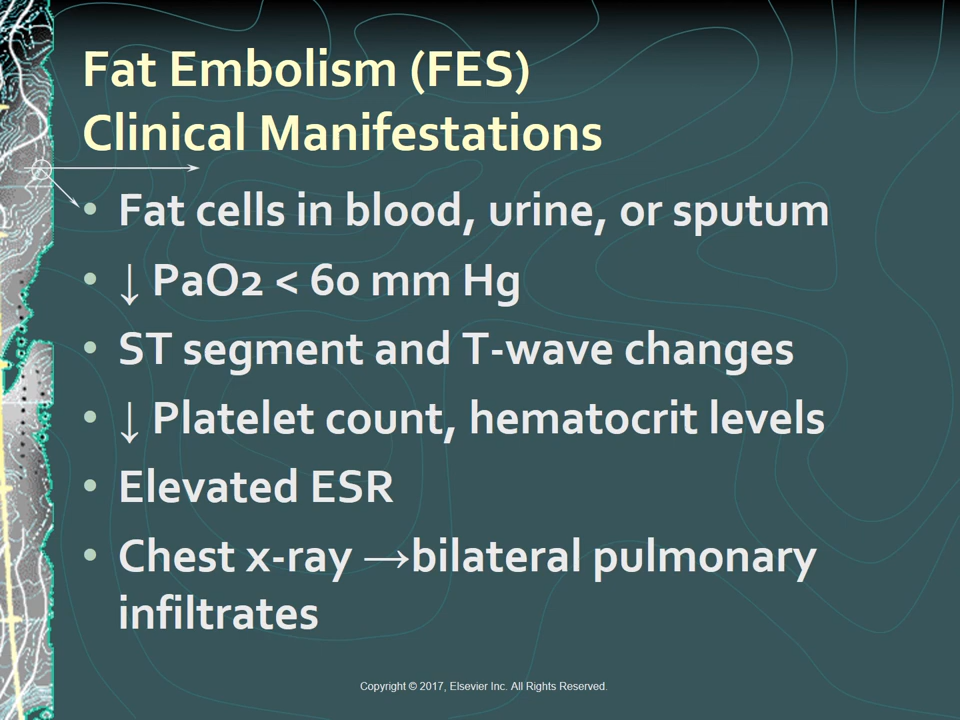 Fat Embolism (FES)
Clinical Manifestations
• Fat cells in blood, urine, or sputum
• ↓ PaO2 < 60 mm Hg
• ST segment and T-wave changes
• ↓ Platelet count, hematocrit levels
• Elevated ESR
• Chest x-ray →bilateral pulmonary
infiltrates
Copyright © 2017, Elsevier Inc. All Rights Reserved.